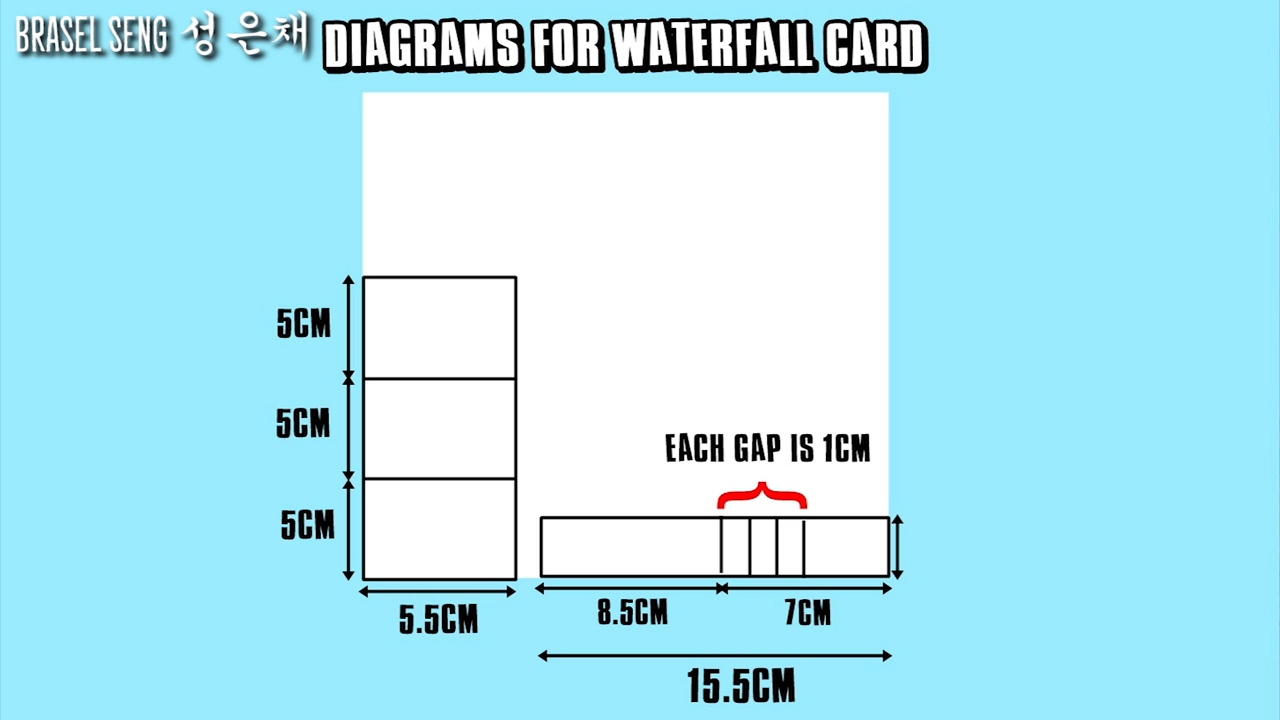 BRASEL SENG 성은채
DIAGRAMS FOR WATERFALL CARD
5CM
5CM
EACH GAP IS 1CM
5CM
8.5CM
7CM
5.5CM
15.5CM